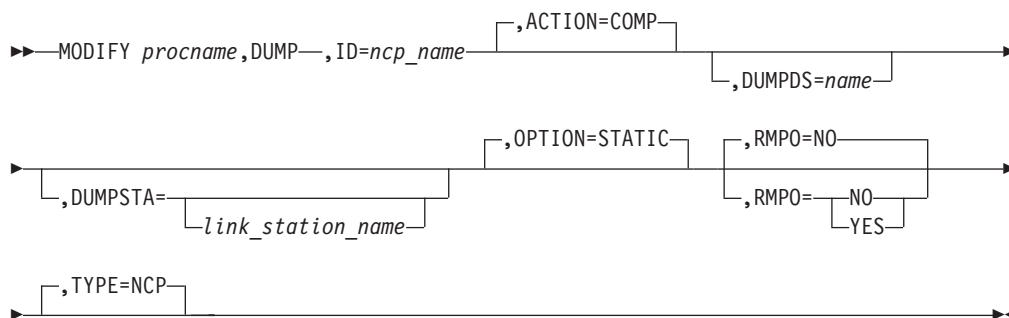 ,ACTION=COMP
MODIFY procname,DUMP ,ID=ncp_name
,DUMPDS=name
,OPTION=STATIC ,RMPO=NO
,DUMPSTA= ,RMPO= NO
link_station_name YES
,TYPE=NCP